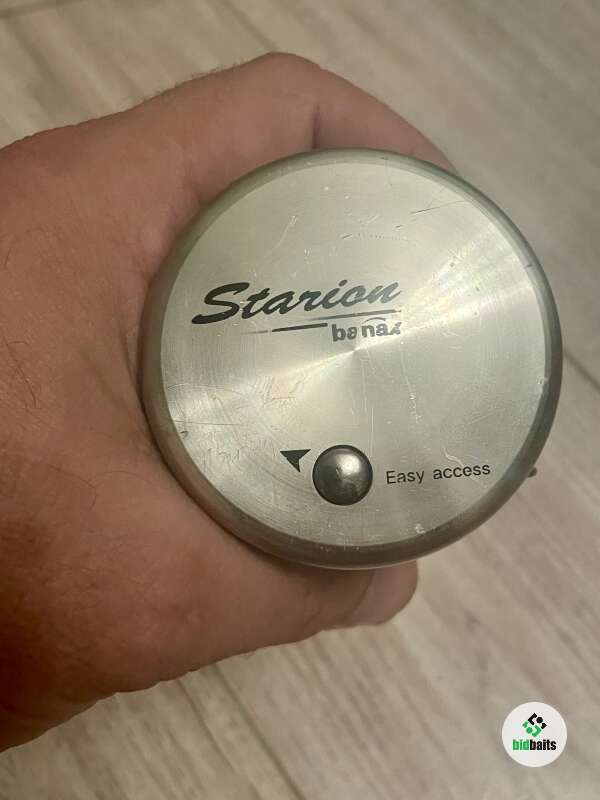 Starion
banax
Easy access
bidbaits